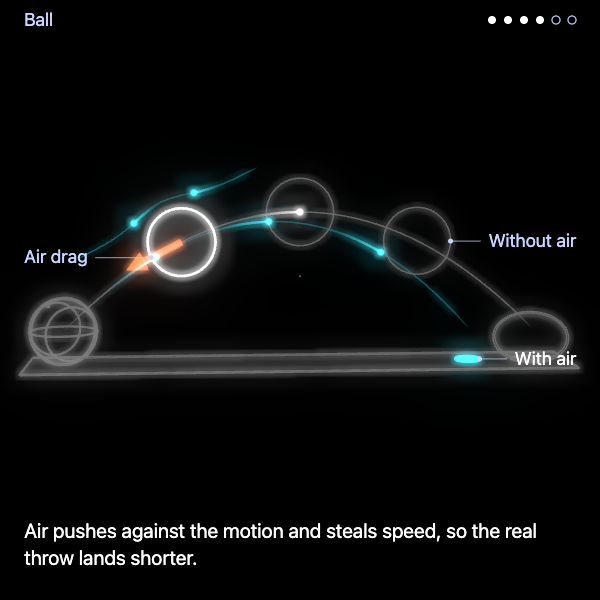 Ball
Air drag
Without air
With air
Air pushes against the motion and steals speed, so the real
throw lands shorter.